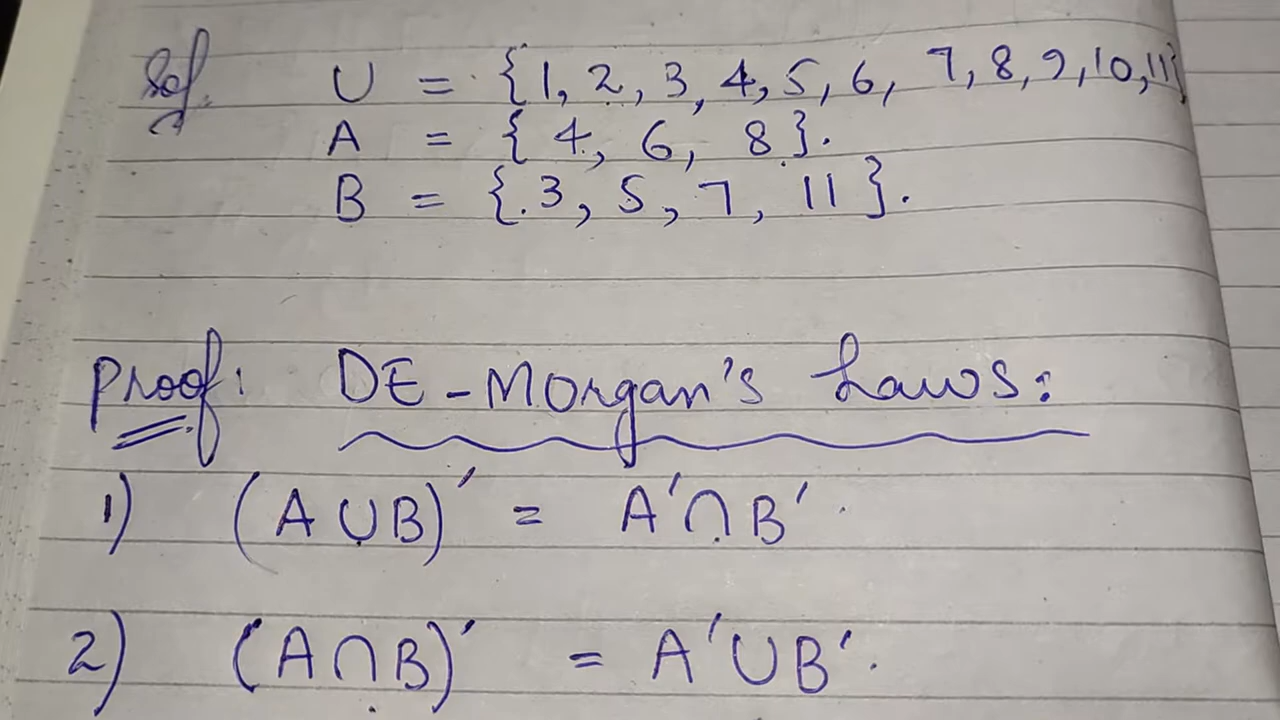 Sol. U = {1, 2, 3, 4, 5, 6, 7, 8, 9, 10, 11}
A = {4, 6, 8}.
B = {3, 5, 7, 11}.
Proof: DE-Morgan's Laws:
1) (A∪B)′ = A′∩B′.
2) (A∩B)′ = A′∪B′.